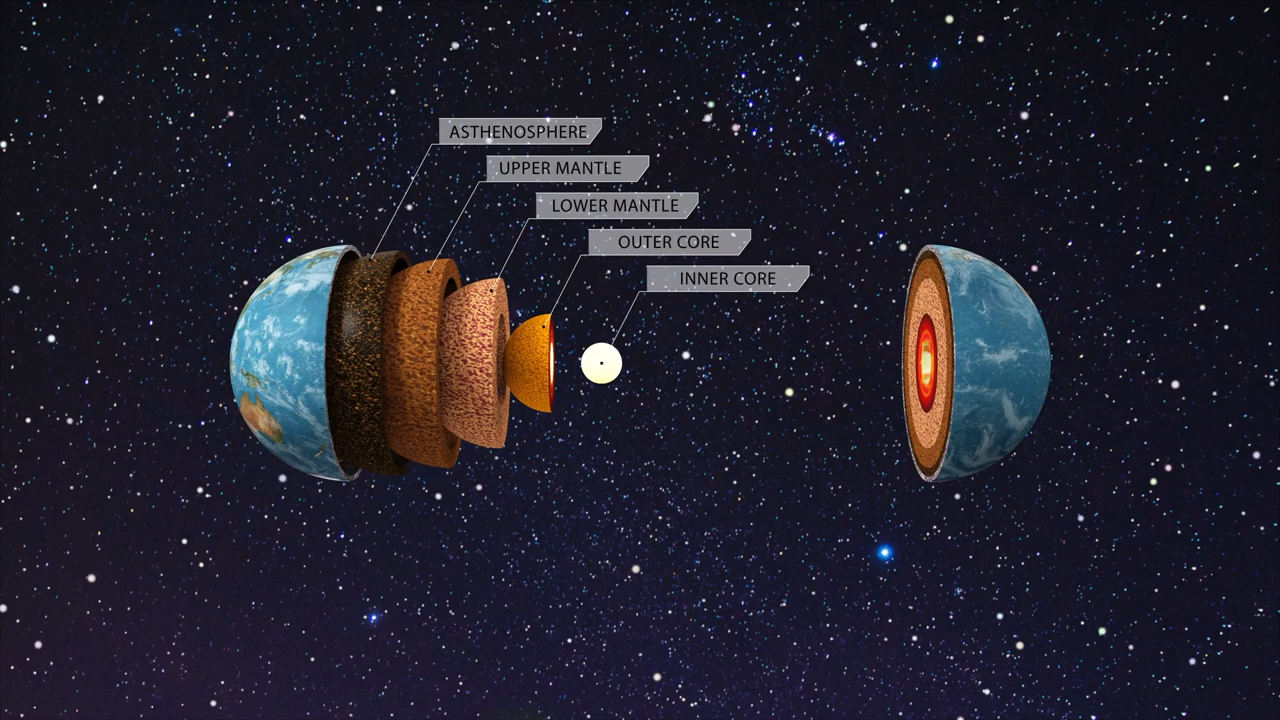 ASTHENOSPHERE
UPPER MANTLE
LOWER MANTLE
OUTER CORE
INNER CORE